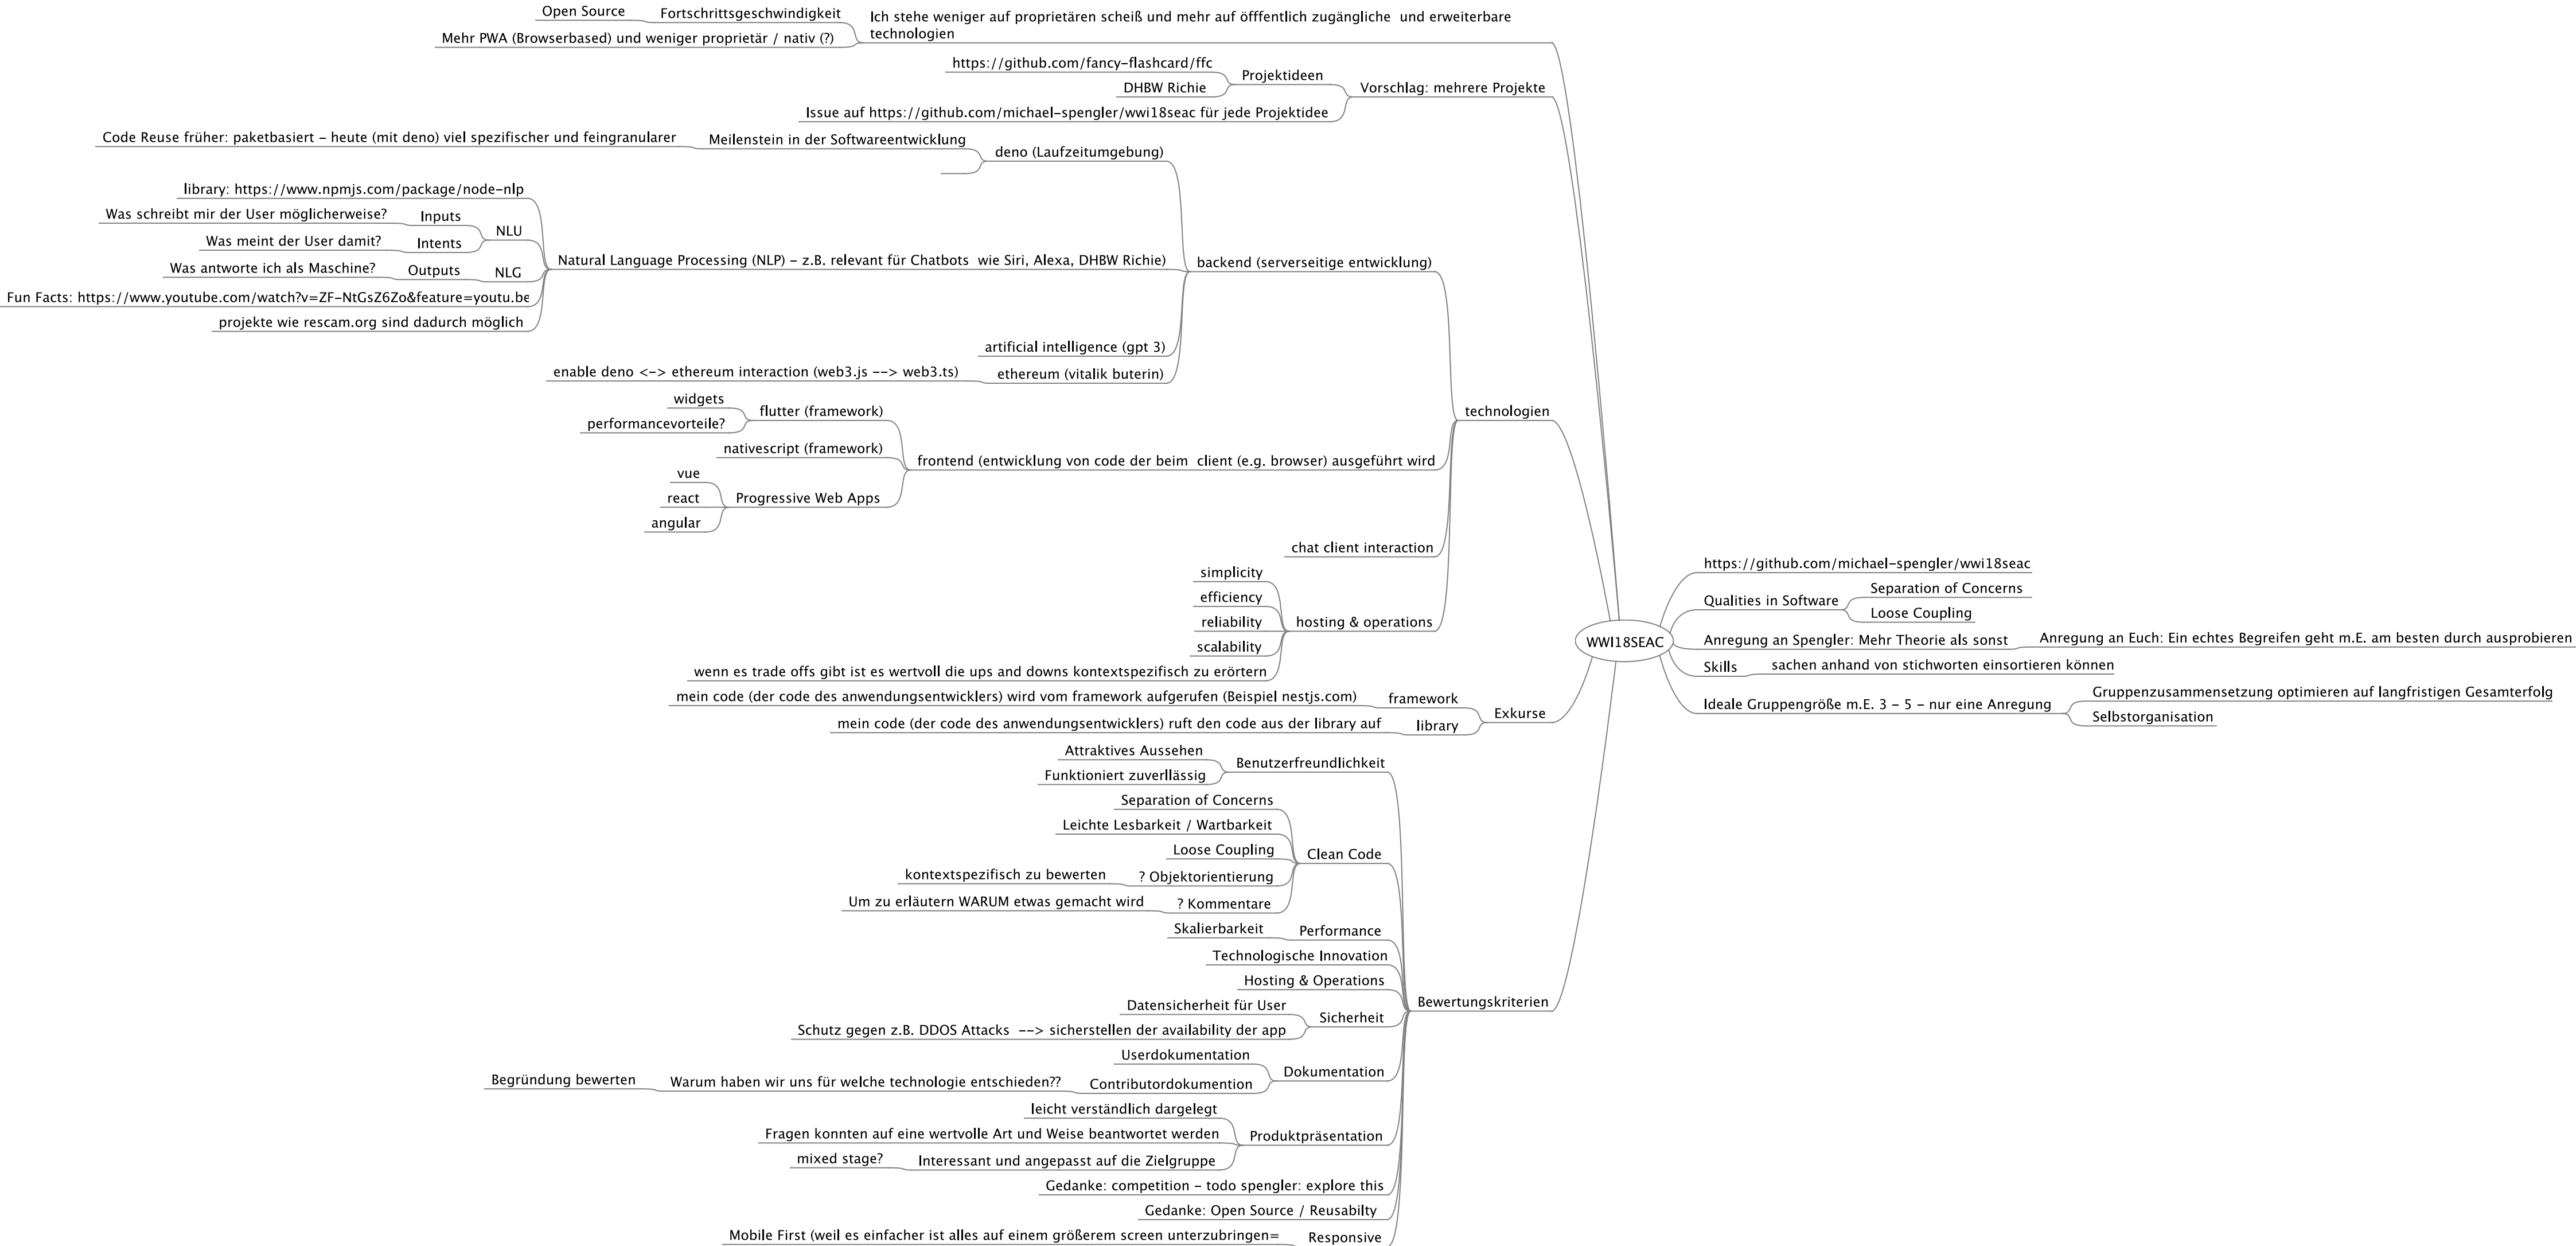 Open Source
Fortschrittsgeschwindigkeit
Mehr PWA (Browserbased) und weniger proprietär / nativ (?)
Ich stehe weniger auf proprietären scheiß und mehr auf öfffentlich zugängliche und erweiterbare
technologien
https://github.com/fancy-flashcard/ffc
DHBW Richie
Projektideen
Issue auf https://github.com/michael-spengler/wwi18seac für jede Projektidee
Vorschlag: mehrere Projekte
Code Reuse früher: paketbasiert - heute (mit deno) viel spezifischer und feingranularer
Meilenstein in der Softwareentwicklung
deno (Laufzeitumgebung)
library: https://www.npmjs.com/package/node-nlp
Was schreibt mir der User möglicherweise?
Inputs
Was meint der User damit?
Intents
NLU
Was antworte ich als Maschine?
Outputs
NLG
Fun Facts: https://www.youtube.com/watch?v=ZF-NtGsZ6Zo&feature=youtu.be
projekte wie rescam.org sind dadurch möglich
Natural Language Processing (NLP) - z.B. relevant für Chatbots wie Siri, Alexa, DHBW Richie)
artificial intelligence (gpt 3)
enable deno <-> ethereum interaction (web3.js --> web3.ts)
ethereum (vitalik buterin)
backend (serverseitige entwicklung)
widgets
performancevorteile?
flutter (framework)
nativescript (framework)
vue
react
angular
Progressive Web Apps
frontend (entwicklung von code der beim client (e.g. browser) ausgeführt wird
chat client interaction
simplicity
efficiency
reliability
scalability
wenn es trade offs gibt ist es wertvoll die ups and downs kontextspezifisch zu erörtern
hosting & operations
technologien
mein code (der code des anwendungsentwicklers) wird vom framework aufgerufen (Beispiel nestjs.com)
framework
mein code (der code des anwendungsentwicklers) ruft den code aus der library auf
library
Exkurse
Attraktives Aussehen
Funktioniert zuverllässig
Benutzerfreundlichkeit
Separation of Concerns
Leichte Lesbarkeit / Wartbarkeit
Loose Coupling
kontextspezifisch zu bewerten
? Objektorientierung
Um zu erläutern WARUM etwas gemacht wird
? Kommentare
Clean Code
Skalierbarkeit
Performance
Technologische Innovation
Hosting & Operations
Datensicherheit für User
Schutz gegen z.B. DDOS Attacks --> sicherstellen der availability der app
Sicherheit
Userdokumentation
Begründung bewerten
Warum haben wir uns für welche technologie entschieden??
Contributordokumention
Dokumentation
leicht verständlich dargelegt
Fragen konnten auf eine wertvolle Art und Weise beantwortet werden
mixed stage?
Interessant und angepasst auf die Zielgruppe
Produktpräsentation
Gedanke: competition - todo spengler: explore this
Gedanke: Open Source / Reusabilty
Mobile First (weil es einfacher ist alles auf einem größerem screen unterzubringen=
Responsive
Bewertungskriterien
WWI18SEAC
https://github.com/michael-spengler/wwi18seac
Qualities in Software
Separation of Concerns
Loose Coupling
Anregung an Spengler: Mehr Theorie als sonst
Anregung an Euch: Ein echtes Begreifen geht m.E. am besten durch ausprobieren
Skills
sachen anhand von stichworten einsortieren können
Ideale Gruppengröße m.E. 3 - 5 - nur eine Anregung
Gruppenzusammensetzung optimieren auf langfristigen Gesamterfolg
Selbstorganisation